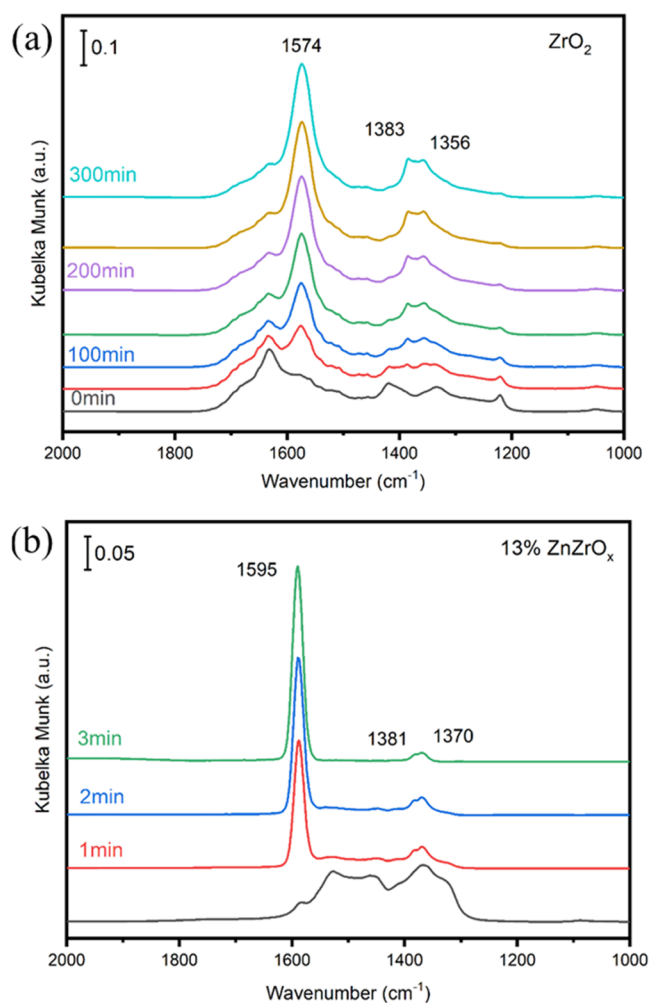 (a)
0.1
1574
ZrO2
1383
1356
300min
200min
100min
0min
Kubelka Munk (a.u.)
2000 1800 1600 1400 1200 1000
Wavenumber (cm-1)
(b)
0.05
1595
13% ZnZrOx
1381
1370
3min
2min
1min
Kubelka Munk (a.u.)
2000 1800 1600 1400 1200 1000
Wavenumber (cm-1)